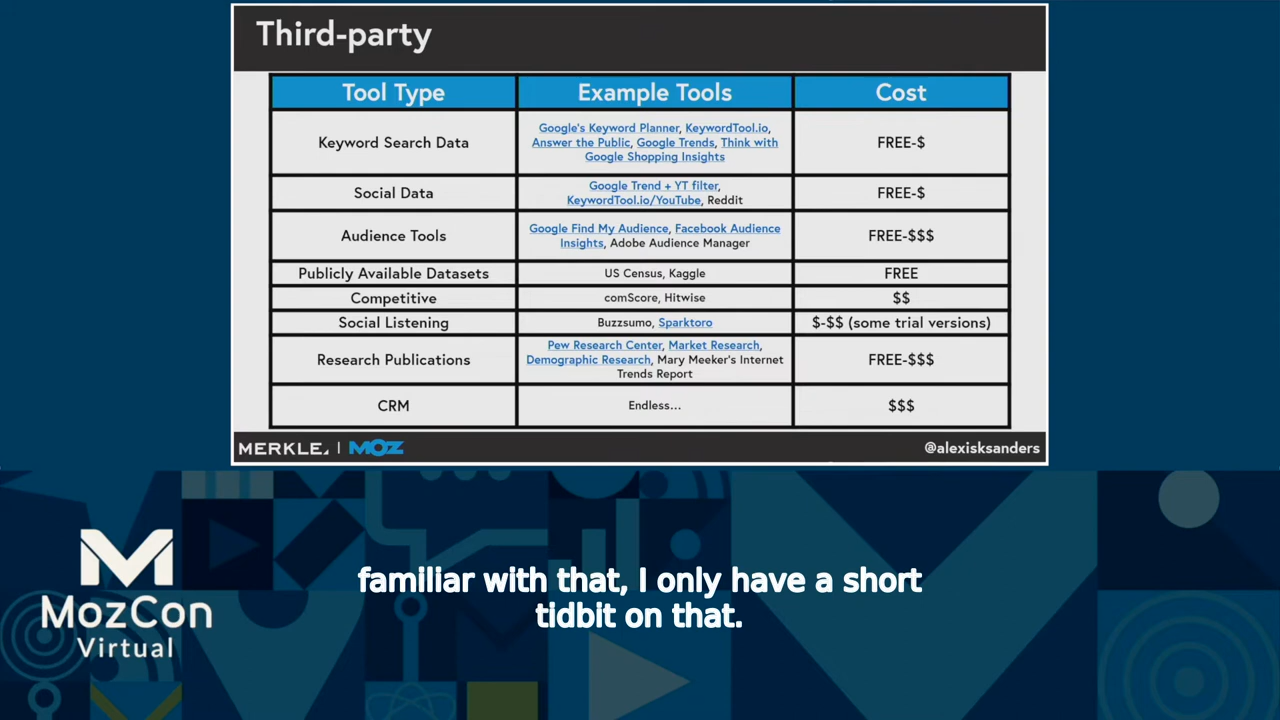 Third-party
Tool Type Example Tools Cost
Keyword Search Data
Google's Keyword Planner, KeywordTool.io,
Answer the Public, Google Trends, Think with
Google Shopping Insights
FREE-$
Social Data
Google Trend + YT filter,
KeywordTool.io/YouTube, Reddit
FREE-$
Audience Tools
Google Find My Audience, Facebook Audience
Insights, Adobe Audience Manager
FREE-$$$
Publicly Available Datasets US Census, Kaggle FREE
Competitive comScore, Hitwise $$
Social Listening Buzzsumo, Sparktoro $-$$ (some trial versions)
Research Publications
Pew Research Center, Market Research,
Demographic Research, Mary Meeker's Internet
Trends Report
FREE-$$$
CRM Endless... $$$
MERKLE | MOZ @alexisksanders
M
MozCon
Virtual
familiar with that, I only have a short
tidbit on that.